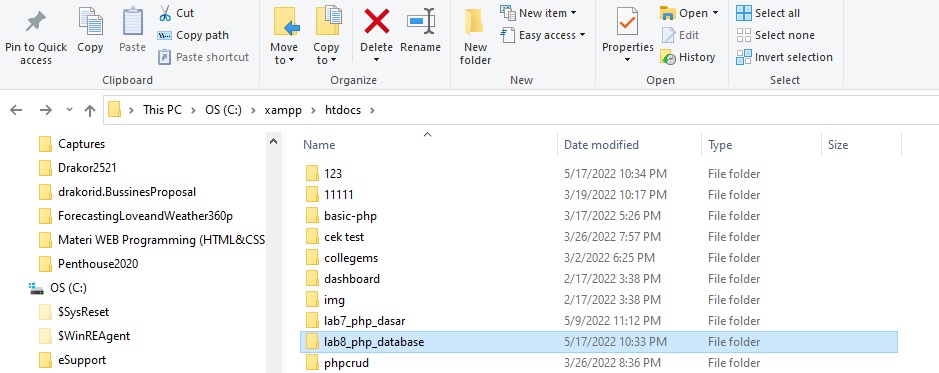 Pin to Quick access
Copy
Paste
Cut
Copy path
Paste shortcut
Clipboard
Move to
Copy to
Delete
Rename
Organize
New folder
New item
Easy access
New
Properties
Open
Edit
History
Open
Select all
Select none
Invert selection
Select
This PC > OS (C:) > xampp > htdocs >
Captures
Drakor2521
drakorid.BussinesProposal
ForecastingLoveandWeather360p
Materi WEB Programming (HTML&CSS
Penthouse2020
OS (C:)
$SysReset
$WinREAgent
eSupport
Name Date modified Type Size
123 5/17/2022 10:34 PM File folder
11111 3/19/2022 10:17 PM File folder
basic-php 3/17/2022 5:26 PM File folder
cek test 3/26/2022 7:57 PM File folder
collegems 3/2/2022 6:25 PM File folder
dashboard 2/17/2022 3:38 PM File folder
img 2/17/2022 3:38 PM File folder
lab7_php_dasar 5/9/2022 11:12 PM File folder
lab8_php_database 5/17/2022 10:33 PM File folder
phpcrud 3/26/2022 8:36 PM File folder